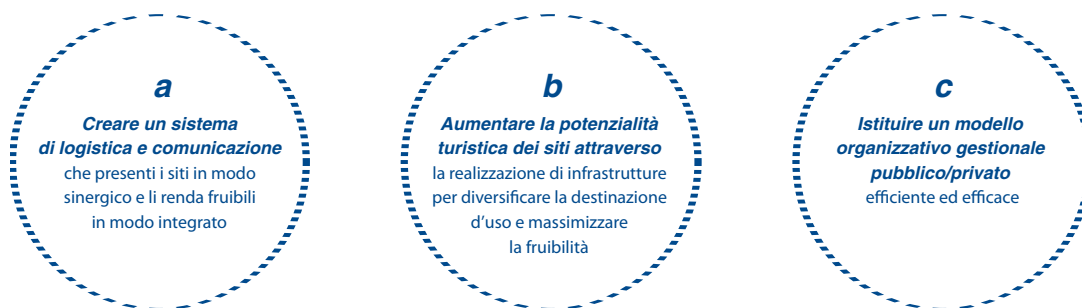 a
Creare un sistema
di logistica e comunicazione
che presenti i siti in modo
sinergico e li renda fruibili
in modo integrato
b
Aumentare la potenzialità
turistica dei siti attraverso
la realizzazione di infrastrutture
per diversificare la destinazione
d’uso e massimizzare
la fruibilità
c
Istituire un modello
organizzativo gestionale
pubblico/privato
efficiente ed efficace